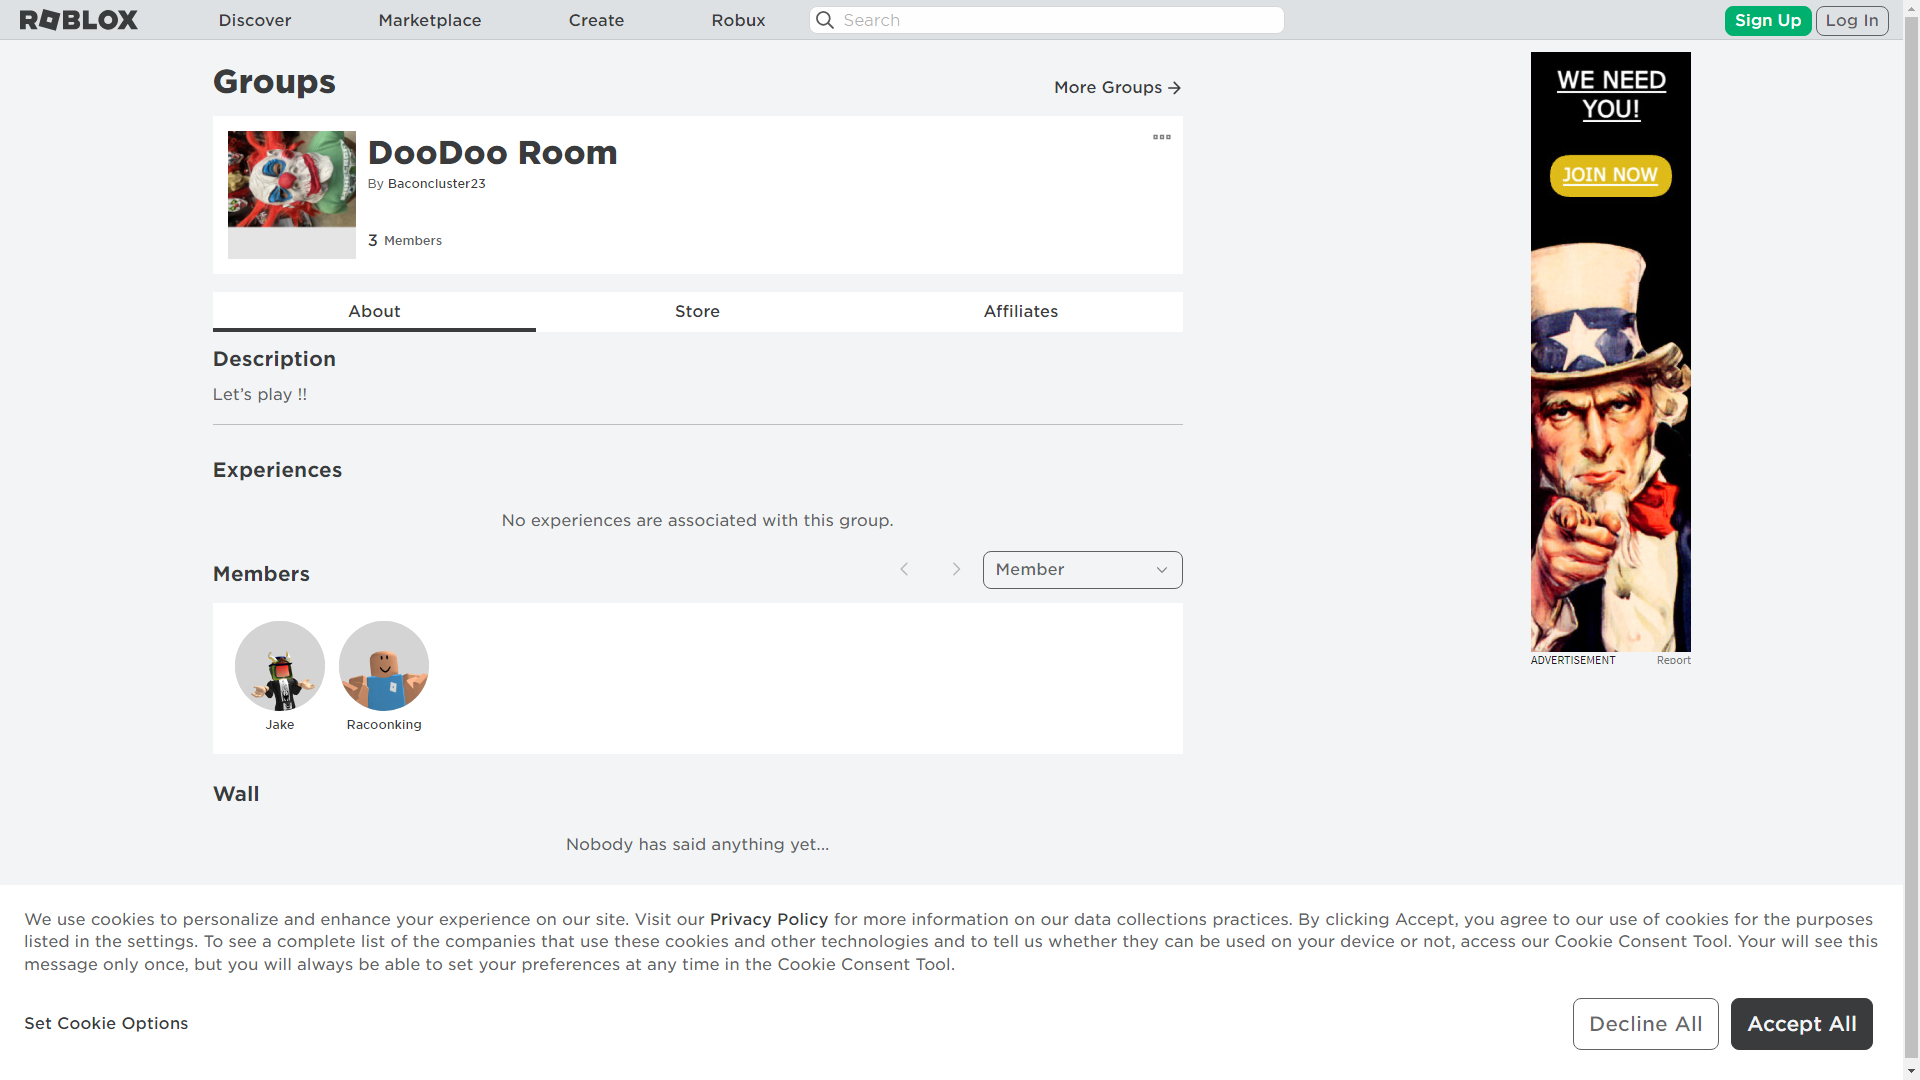 ROBLOX
Discover
Marketplace
Create
Robux
Search
Sign Up
Log In
Groups
More Groups
DooDoo Room
By Baconcluster23
3 Members
About
Store
Affiliates
Description
Let’s play !!
Experiences
No experiences are associated with this group.
Members
Member
Jake
Racoonking
Wall
Nobody has said anything yet...
WE NEED
YOU!
JOIN NOW
ADVERTISEMENT
Report
We use cookies to personalize and enhance your experience on our site. Visit our Privacy Policy for more information on our data collections practices. By clicking Accept, you agree to our use of cookies for the purposes
listed in the settings. To see a complete list of the companies that use these cookies and other technologies and to tell us whether they can be used on your device or not, access our Cookie Consent Tool. Your will see this
message only once, but you will always be able to set your preferences at any time in the Cookie Consent Tool.
Set Cookie Options
Decline All
Accept All